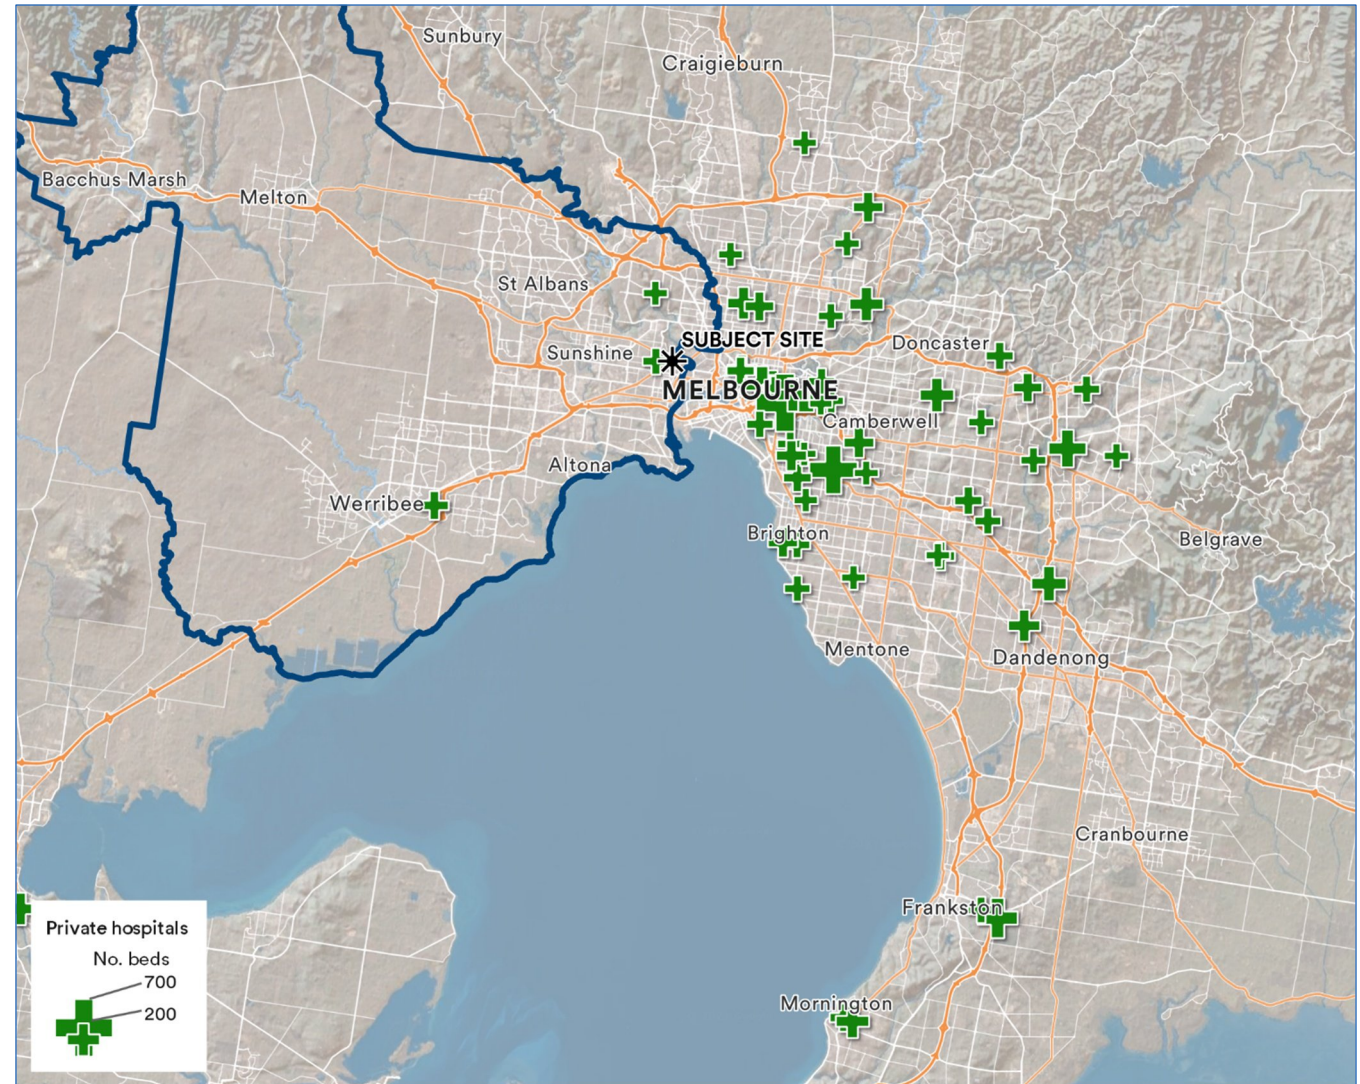 Sunbury
Craigieburn
Bacchus Marsh
Melton
St Albans
SUBJECT SITE
Sunshine
Doncaster
MELBOURNE
Camberwell
Altona
Werribee
Brighton
Belgrave
Mentone
Dandenong
Cranbourne
Frankston
Mornington
Private hospitals
No. beds
700
200